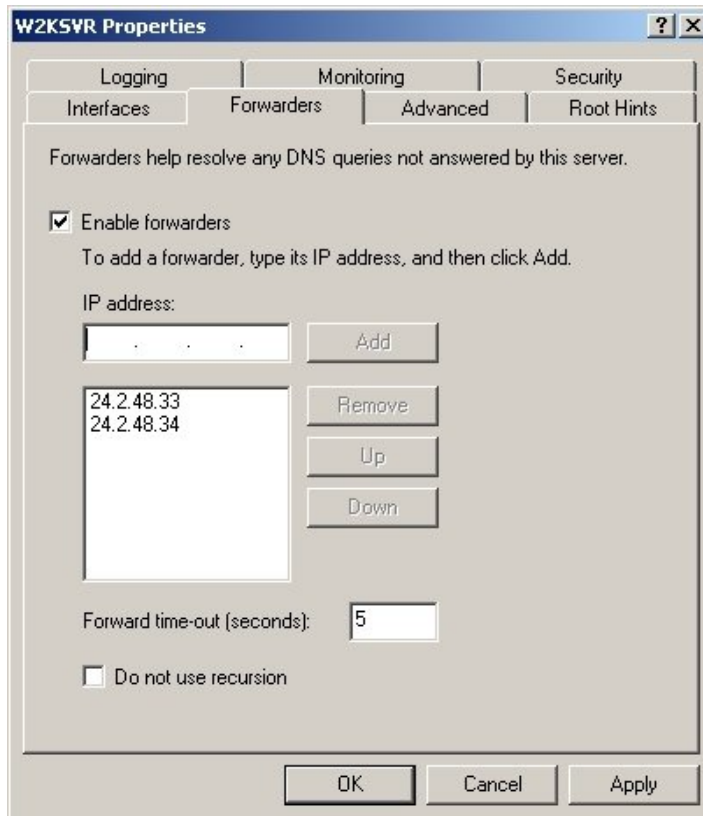 W2KSVR Properties
Logging Monitoring Security
Interfaces Forwarders Advanced Root Hints
Forwarders help resolve any DNS queries not answered by this server.
Enable forwarders
To add a forwarder, type its IP address, and then click Add.
IP address:
. . . Add
24.2.48.33 Remove
24.2.48.34
Up
Down
Forward time-out (seconds): 5
Do not use recursion
OK Cancel Apply